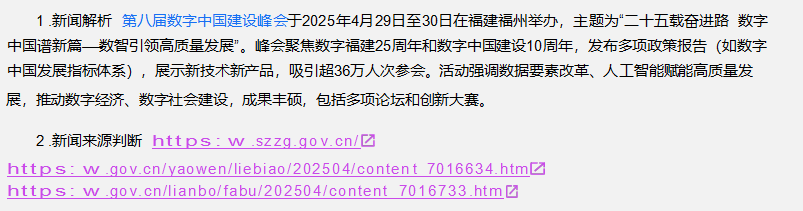 1 .新闻解析 第八届数字中国建设峰会于2025年4月29日至30日在福建福州举办，主题为“二十五载奋进路 数字
中国谱新篇—数智引领高质量发展”。峰会聚焦数字福建25周年和数字中国建设10周年，发布多项政策报告（如数字
中国发展指标体系），展示新技术新产品，吸引超36万人次参会。活动强调数据要素改革、人工智能赋能高质量发
展，推动数字经济、数字社会建设，成果丰硕，包括多项论坛和创新大赛。
2 .新闻来源判断 https: w .szzg.gov.cn/
https: w .gov.cn/yaowen/liebiao/202504/content_7016634.htm
https: w .gov.cn/lianbo/fabu/202504/content_7016733.htm